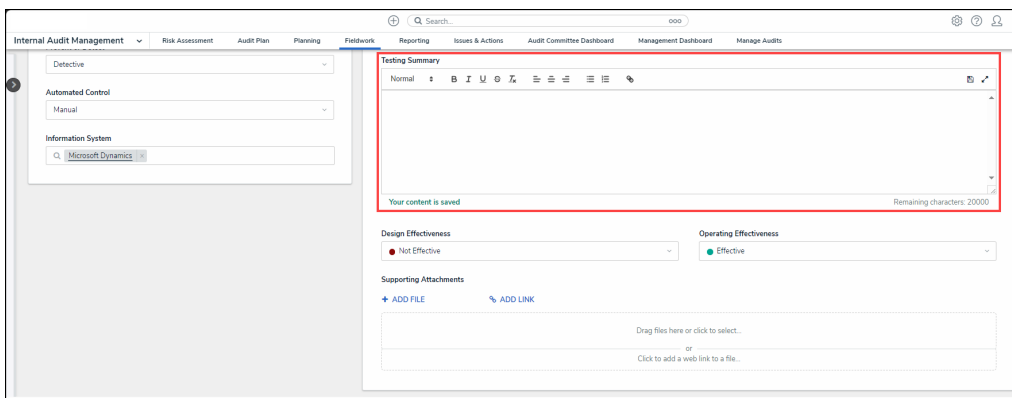 Search...
ooo
Internal Audit Management
Risk Assessment
Audit Plan
Planning
Fieldwork
Reporting
Issues & Actions
Audit Committee Dashboard
Management Dashboard
Manage Audits
Detective
Automated Control
Manual
Information System
Microsoft Dynamics ×
Testing Summary
Normal
B I U S Tx
Your content is saved
Remaining characters: 20000
Design Effectiveness
Not Effective
Operating Effectiveness
Effective
Supporting Attachments
+ ADD FILE
ADD LINK
Drag files here or click to select...
or
Click to add a web link to a file...